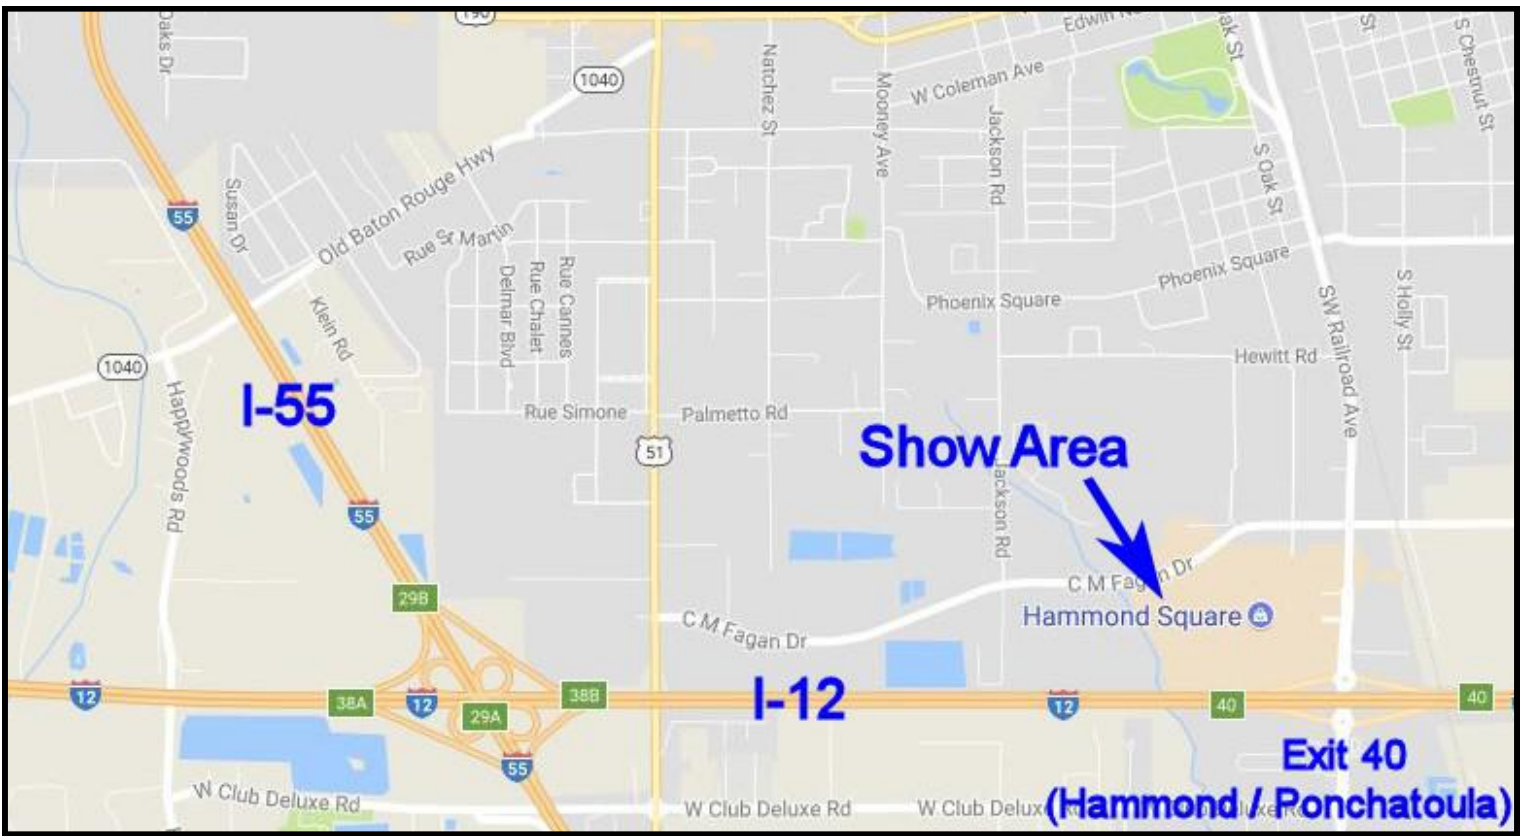 190
Oaks Dr
1040
Natchez St
Mooney Ave
W Coleman Ave
Edwin
Oak St
St
S Chestnut St
Jackson Rd
S Oak St
55
Susan Dr
Old Baton Rouge Hwy
Rue St Martin
Delmar Blvd
Rue Chalet
Rue Cannes
Phoenix Square
Phoenix Square
SW Railroad Ave
S Holly St
Klein Rd
1040
Hewitt Rd
I-55
Happywoods Rd
Rue Simone
Palmetto Rd
51
Show Area
Jackson Rd
55
29B
C M Fagan Dr
C M Fagan Dr
Hammond Square
12
38A
12
29A
38B
I-12
12
40
40
55
Exit 40
(Hammond / Ponchatoula)
W Club Deluxe Rd
W Club Deluxe Rd
W Club Deluxe